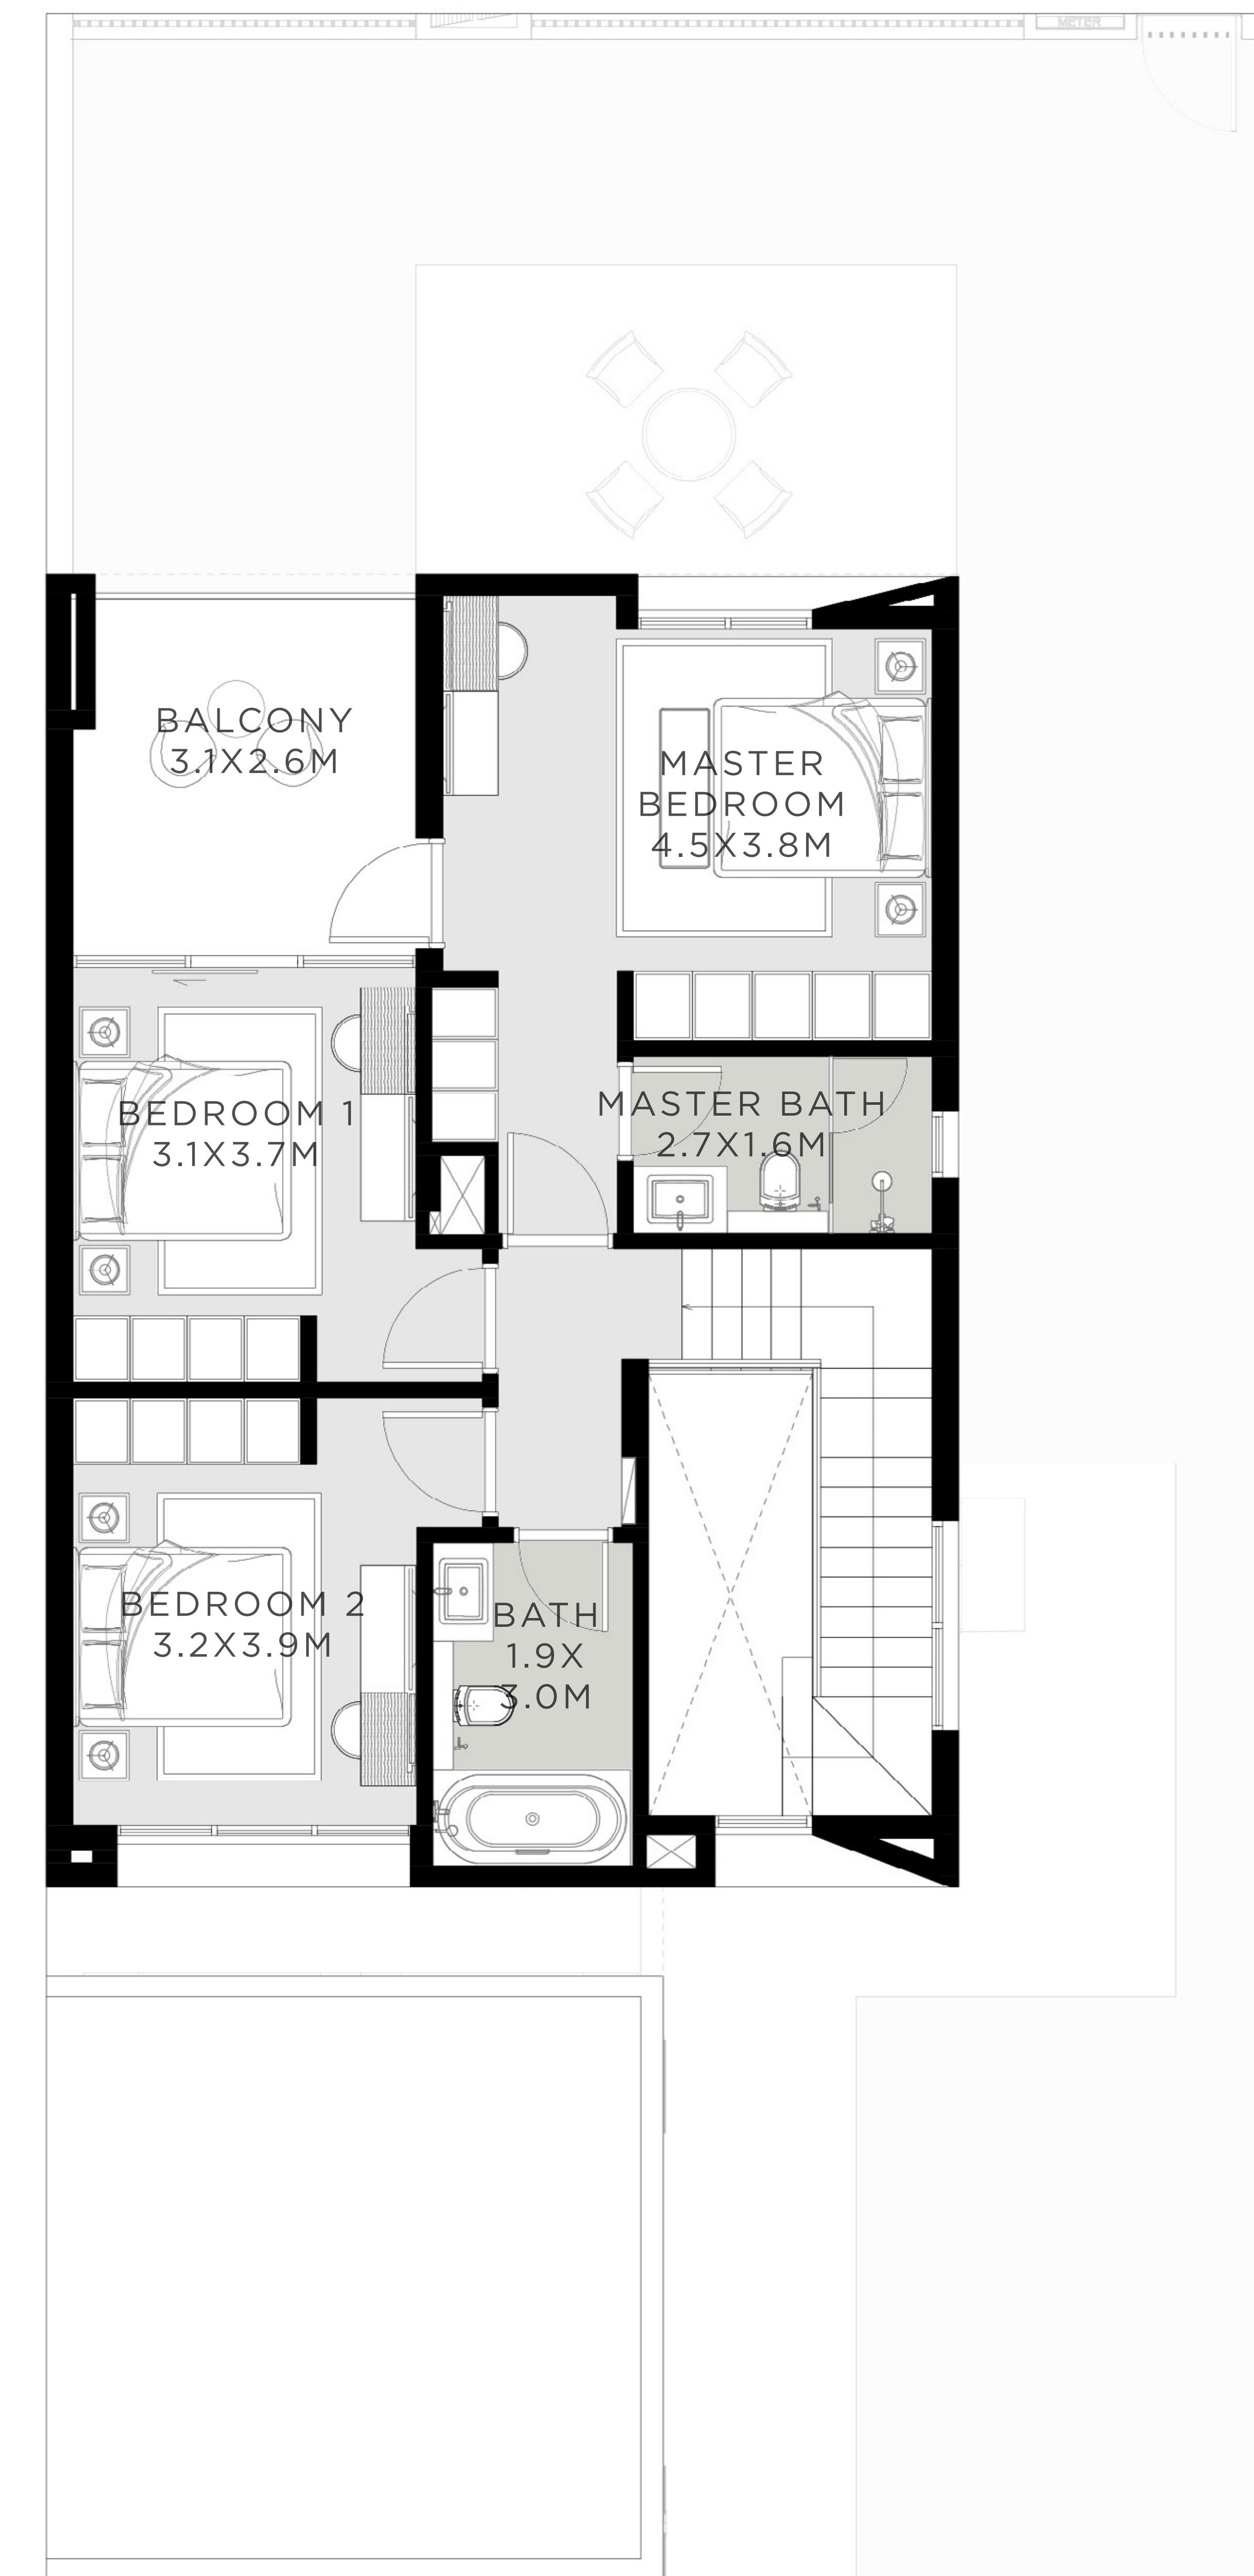 METER
BALCONY
3.1X2.6M
MASTER
BEDROOM
4.5X3.8M
BEDROOM 1
3.1X3.7M
MASTER BATH
2.7X1.6M
BEDROOM 2
3.2X3.9M
BATH
1.9X
3.0M